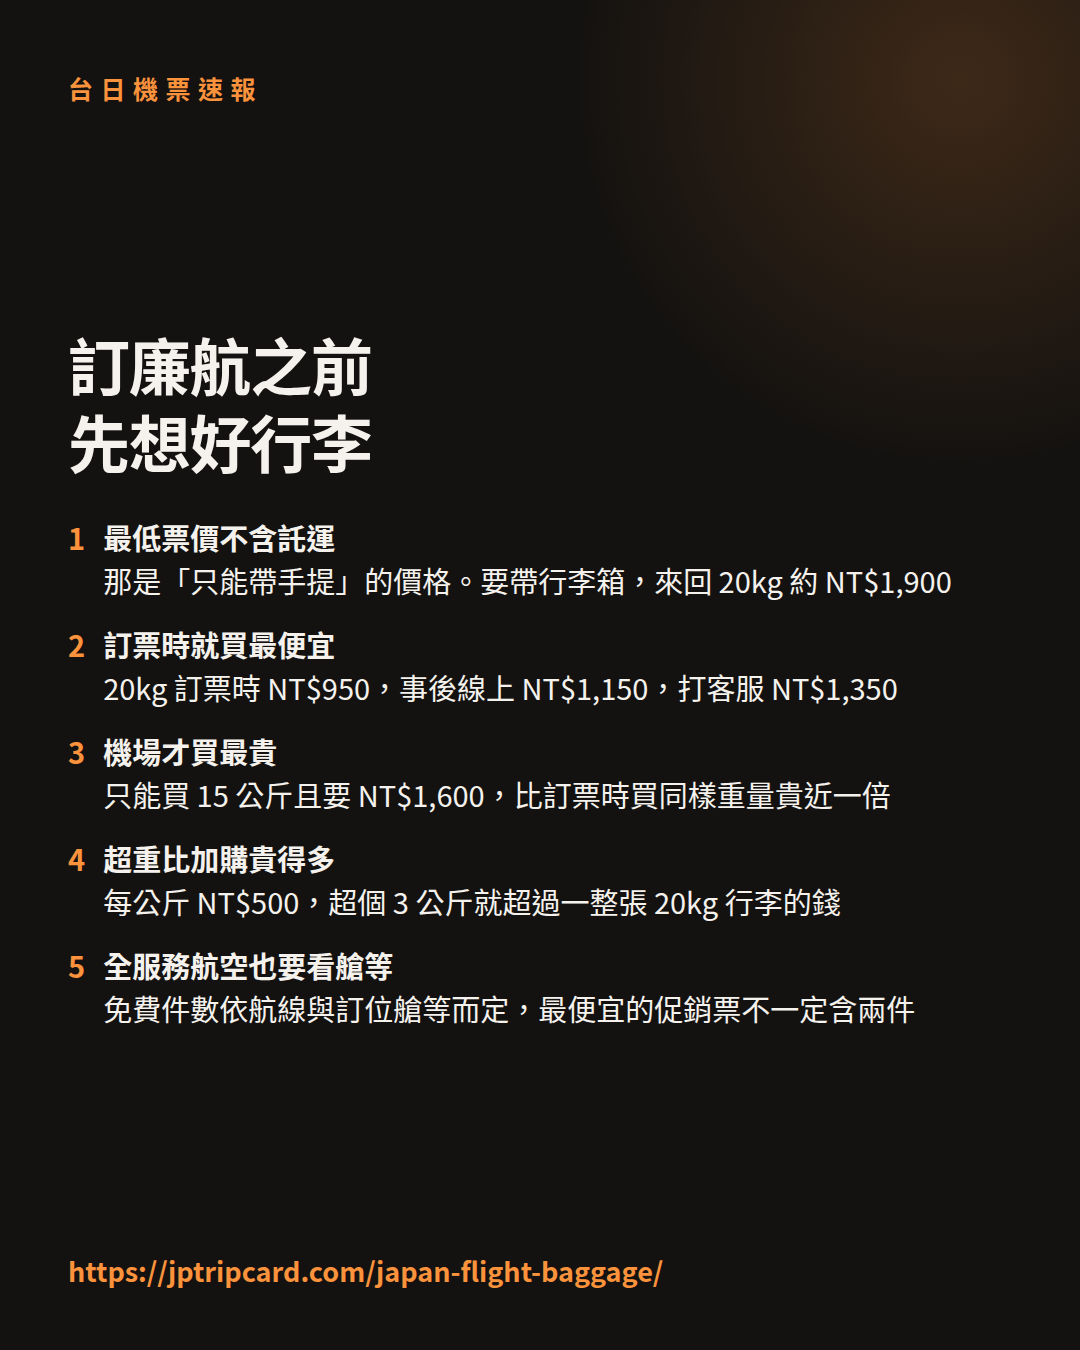 台日機票速報
訂廉航之前
先想好行李
1 最低票價不含託運
那是「只能帶手提」的價格。要帶行李箱，來回 20kg 約 NT$1,900
2 訂票時就買最便宜
20kg 訂票時 NT$950，事後線上 NT$1,150，打客服 NT$1,350
3 機場才買最貴
只能買 15 公斤且要 NT$1,600，比訂票時買同樣重量貴近一倍
4 超重比加購貴得多
每公斤 NT$500，超個 3 公斤就超過一整張 20kg 行李的錢
5 全服務航空也要看艙等
免費件數依航線與訂位艙等而定，最便宜的促銷票不一定含兩件
https://jptripcard.com/japan-flight-baggage/